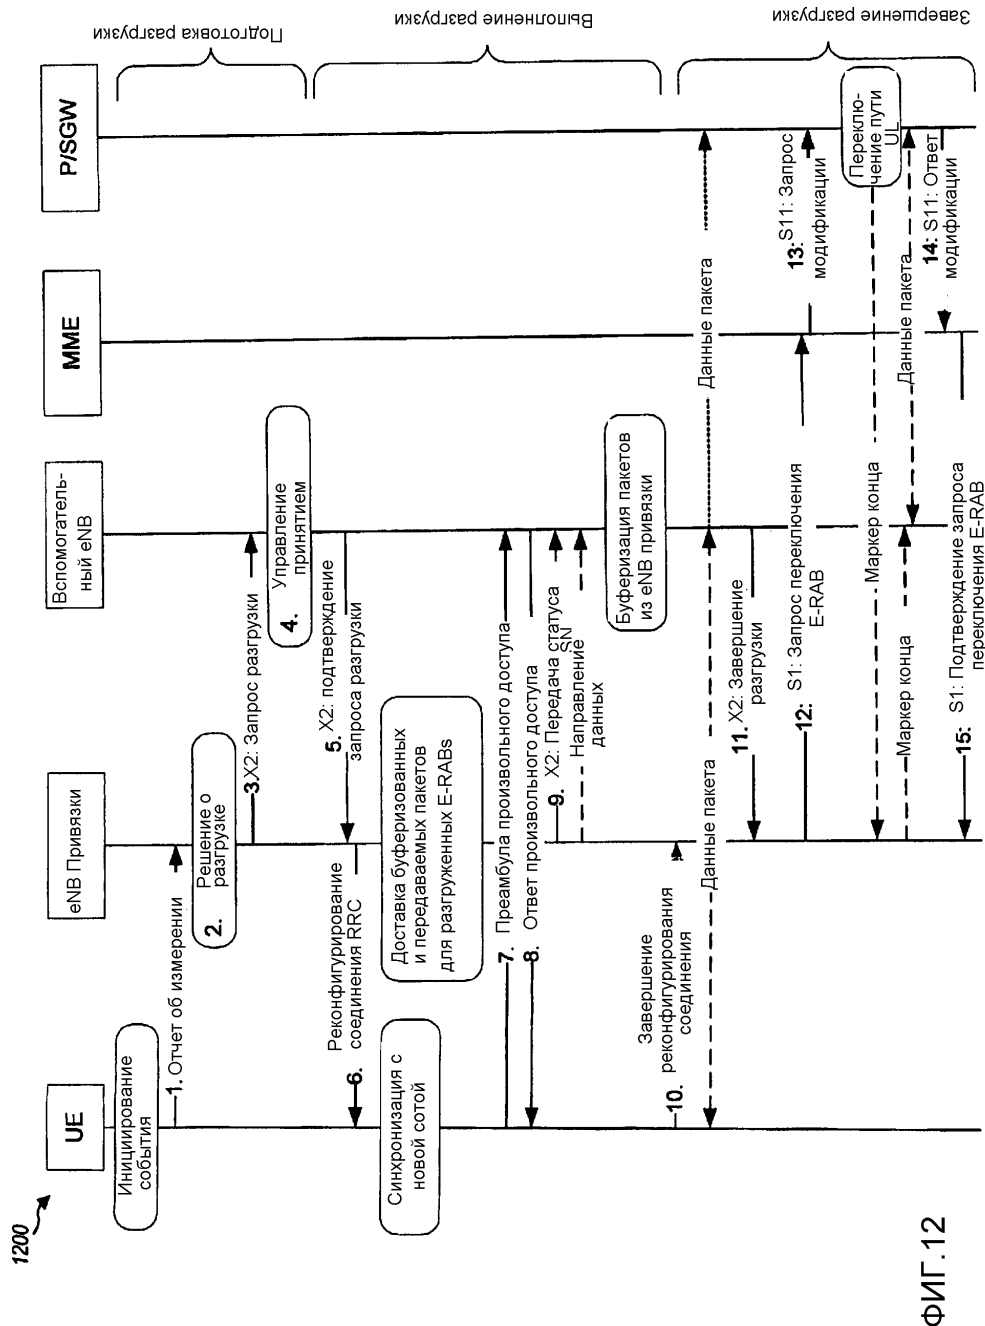 1200
UE
eNB Привязки
Вспомогатель-
ный eNB
MME
P/SGW
Инициирование
события
1. Отчет об измерении
2. Решение о
разгрузке
3. X2: Запрос разгрузки
4. Управление
принятием
Подготовка разгрузки
5. X2: подтверждение
запроса разгрузки
6. Реконфигурирование
соединения RRC
Синхронизация с
новой сотой
Доставка буферизованных
и передаваемых пакетов
для разгруженных E-RABs
7. Преамбула произвольного доступа
8. Ответ произвольного доступа
9. X2: Передача статуса
SN
Направление
данных
Буферизация пакетов
из eNB привязки
Выполнение разгрузки
10. Завершение
реконфигурирования
соединения
Данные пакета
Данные пакета
11. X2: Завершение
разгрузки
12: S1: Запрос переключения
E-RAB
13: S11: Запрос
модификации
Переклю-
чение пути
UL
Маркер конца
Маркер конца
Данные пакета
14: S11: Ответ
модификации
15: S1: Подтверждение запроса
переключения E-RAB
Завершение разгрузки
ФИГ.12